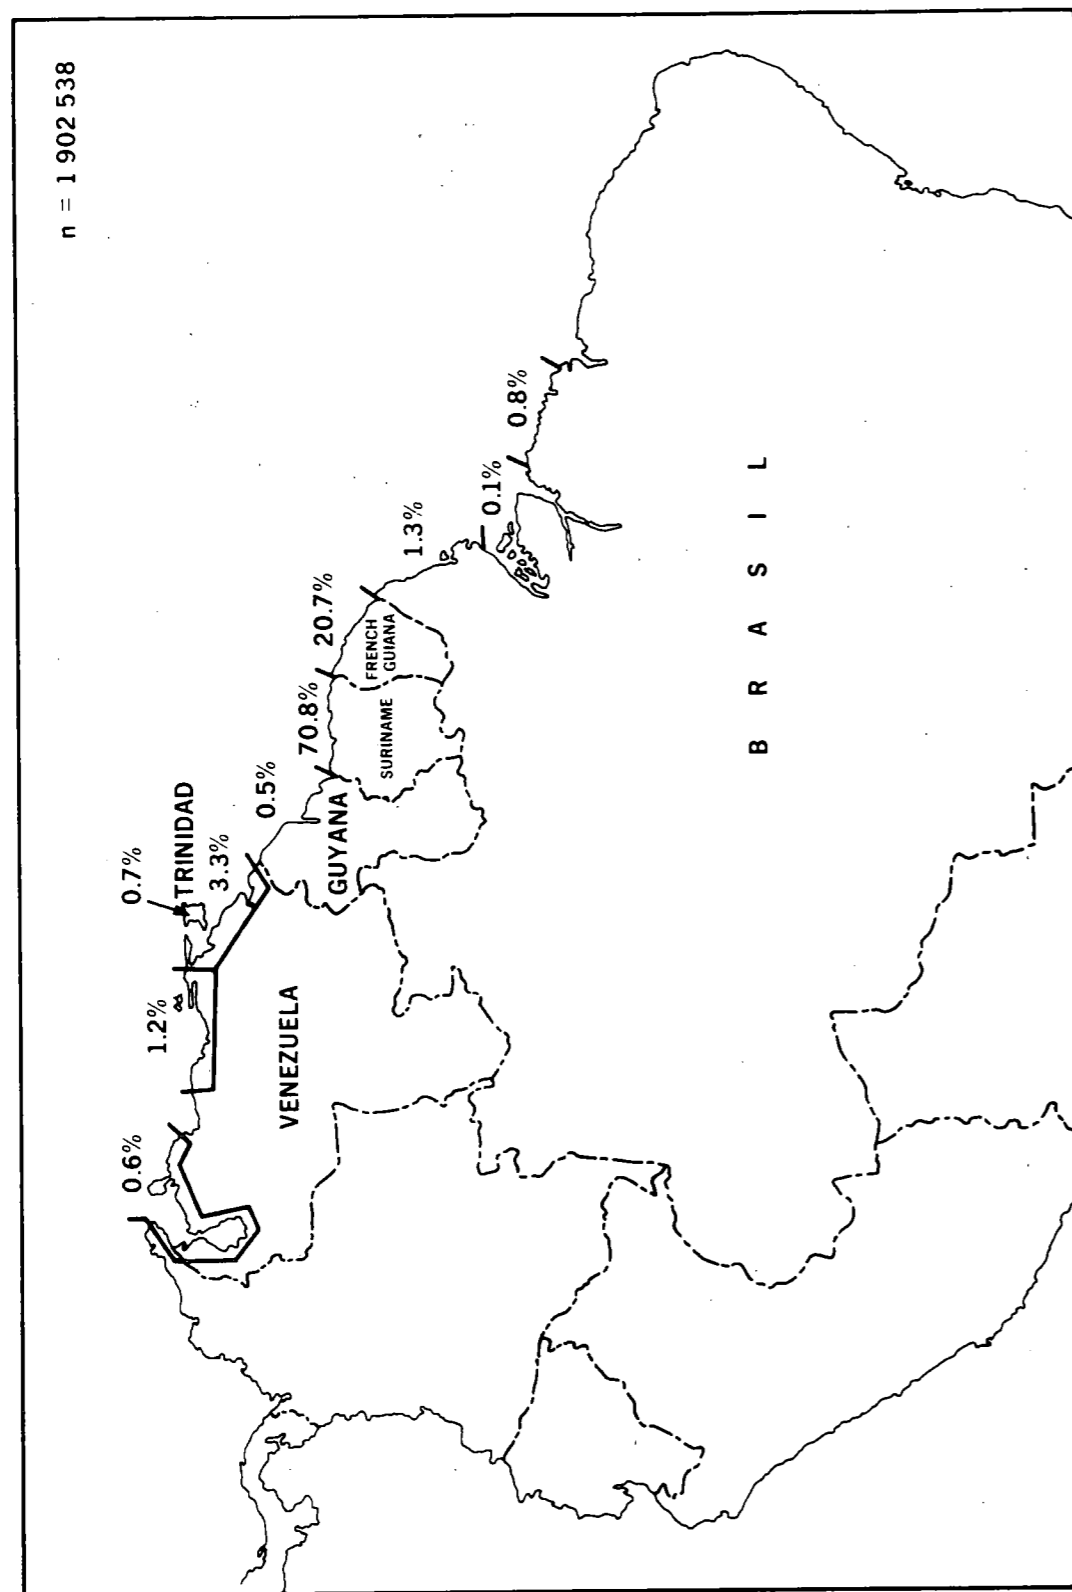 n = 1 902 538
0.7%
TRINIDAD
3.3%
0.5%
70.8%
20.7%
1.3%
0.1%
0.8%
1.2%
0.6%
VENEZUELA
GUYANA
SURINAME
FRENCH
GUIANA
BRASIL